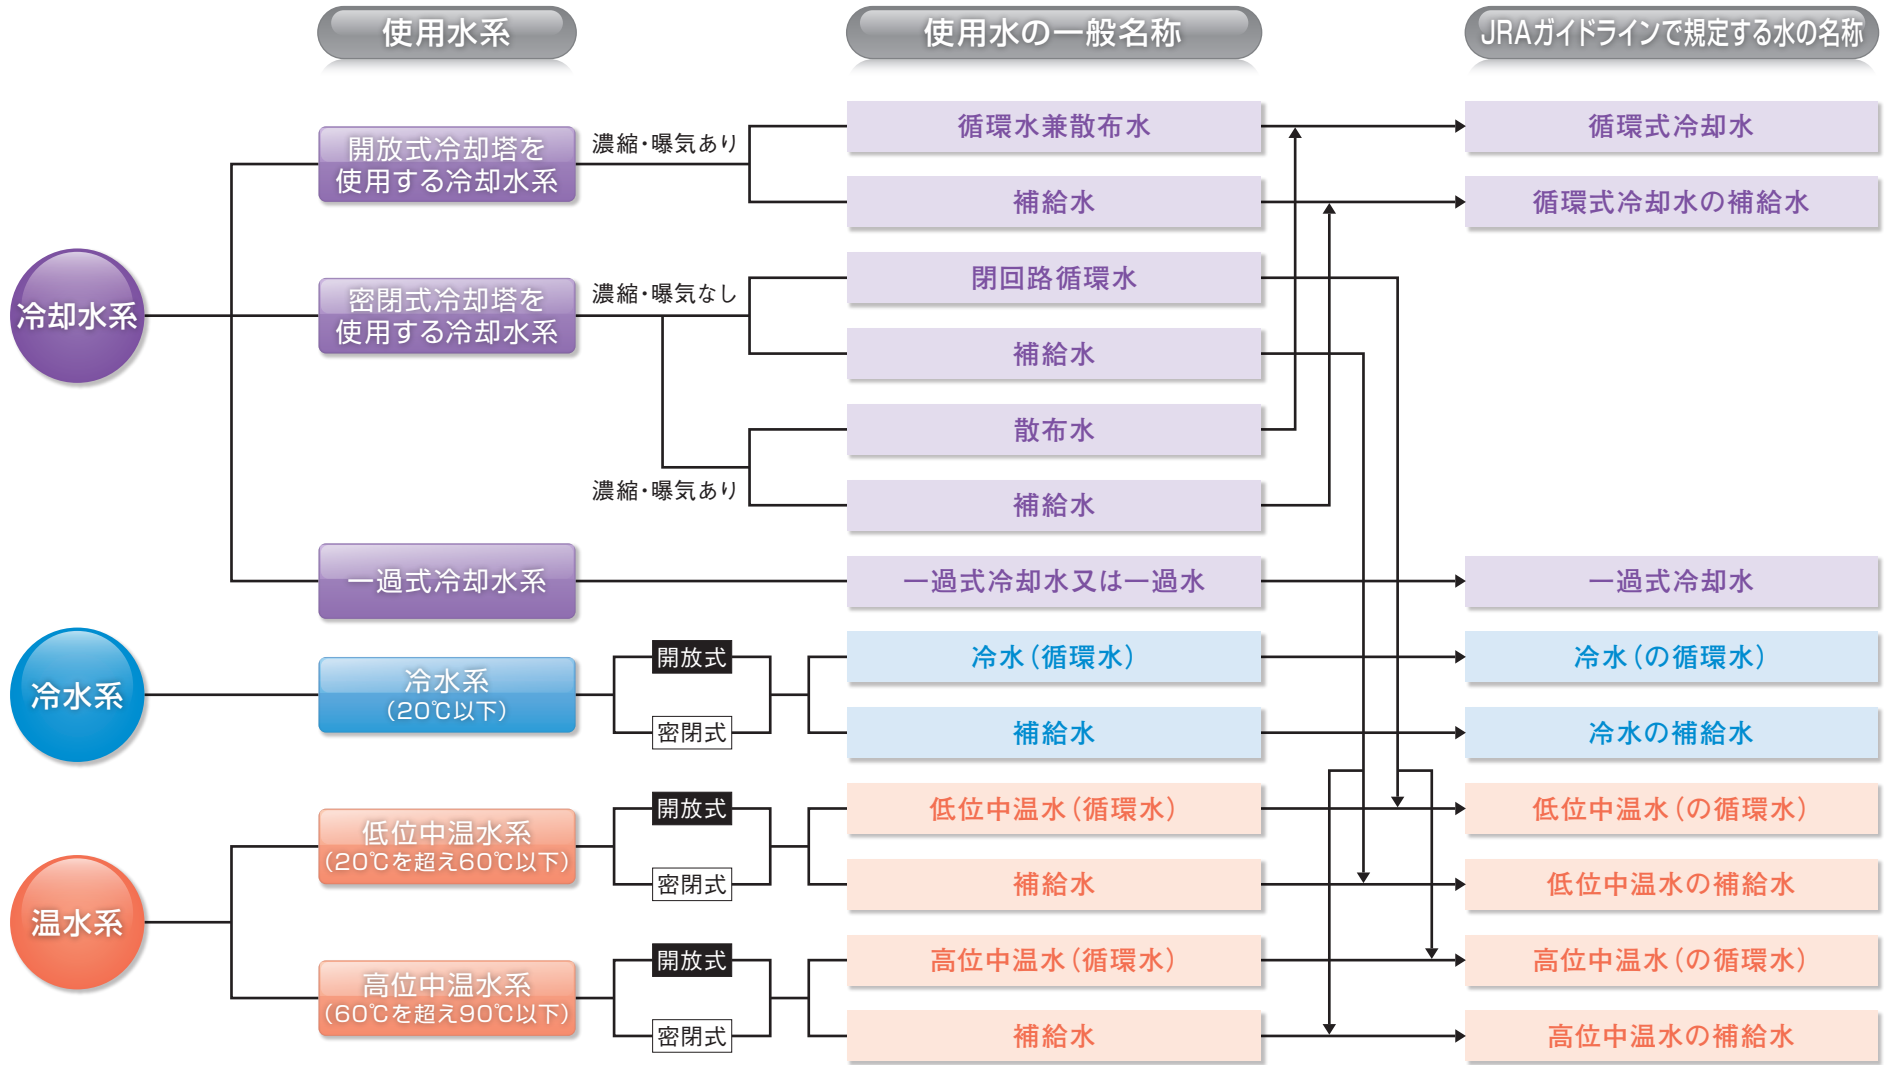 使用水系
使用水の一般名称
JRAガイドラインで規定する水の名称
冷却水系
開放式冷却塔を
使用する冷却水系
濃縮・曝気あり
循環水兼散布水
循環式冷却水
補給水
循環式冷却水の補給水
密閉式冷却塔を
使用する冷却水系
濃縮・曝気なし
閉回路循環水
補給水
濃縮・曝気あり
散布水
補給水
一過式冷却水系
一過式冷却水又は一過水
一過式冷却水
冷水系
冷水系
（20℃以下）
開放式
密閉式
冷水（循環水）
冷水（の循環水）
補給水
冷水の補給水
温水系
低位中温水系
（20℃を超え60℃以下）
開放式
密閉式
低位中温水（循環水）
低位中温水（の循環水）
補給水
低位中温水の補給水
高位中温水系
（60℃を超え90℃以下）
開放式
密閉式
高位中温水（循環水）
高位中温水（の循環水）
補給水
高位中温水の補給水